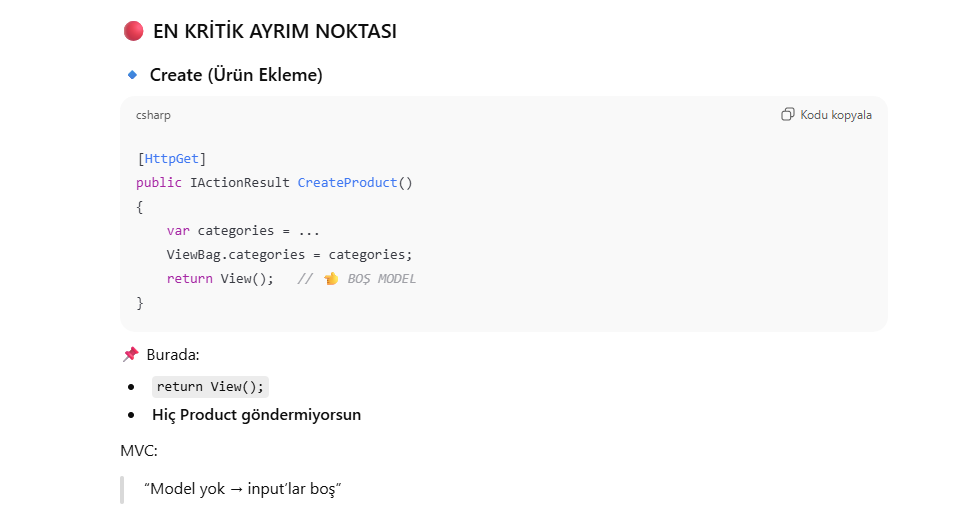 🔴 EN KRİTİK AYRIM NOKTASI
🔹 Create (Ürün Ekleme)
csharp
Kodu kopyala
[HttpGet]
public IActionResult CreateProduct()
{
    var categories = ...
    ViewBag.categories = categories;
    return View();   // 👈 BOŞ MODEL
}
📌 Burada:
• return View();
• Hiç Product göndermiyorsun
MVC:
“Model yok → input’lar boş”